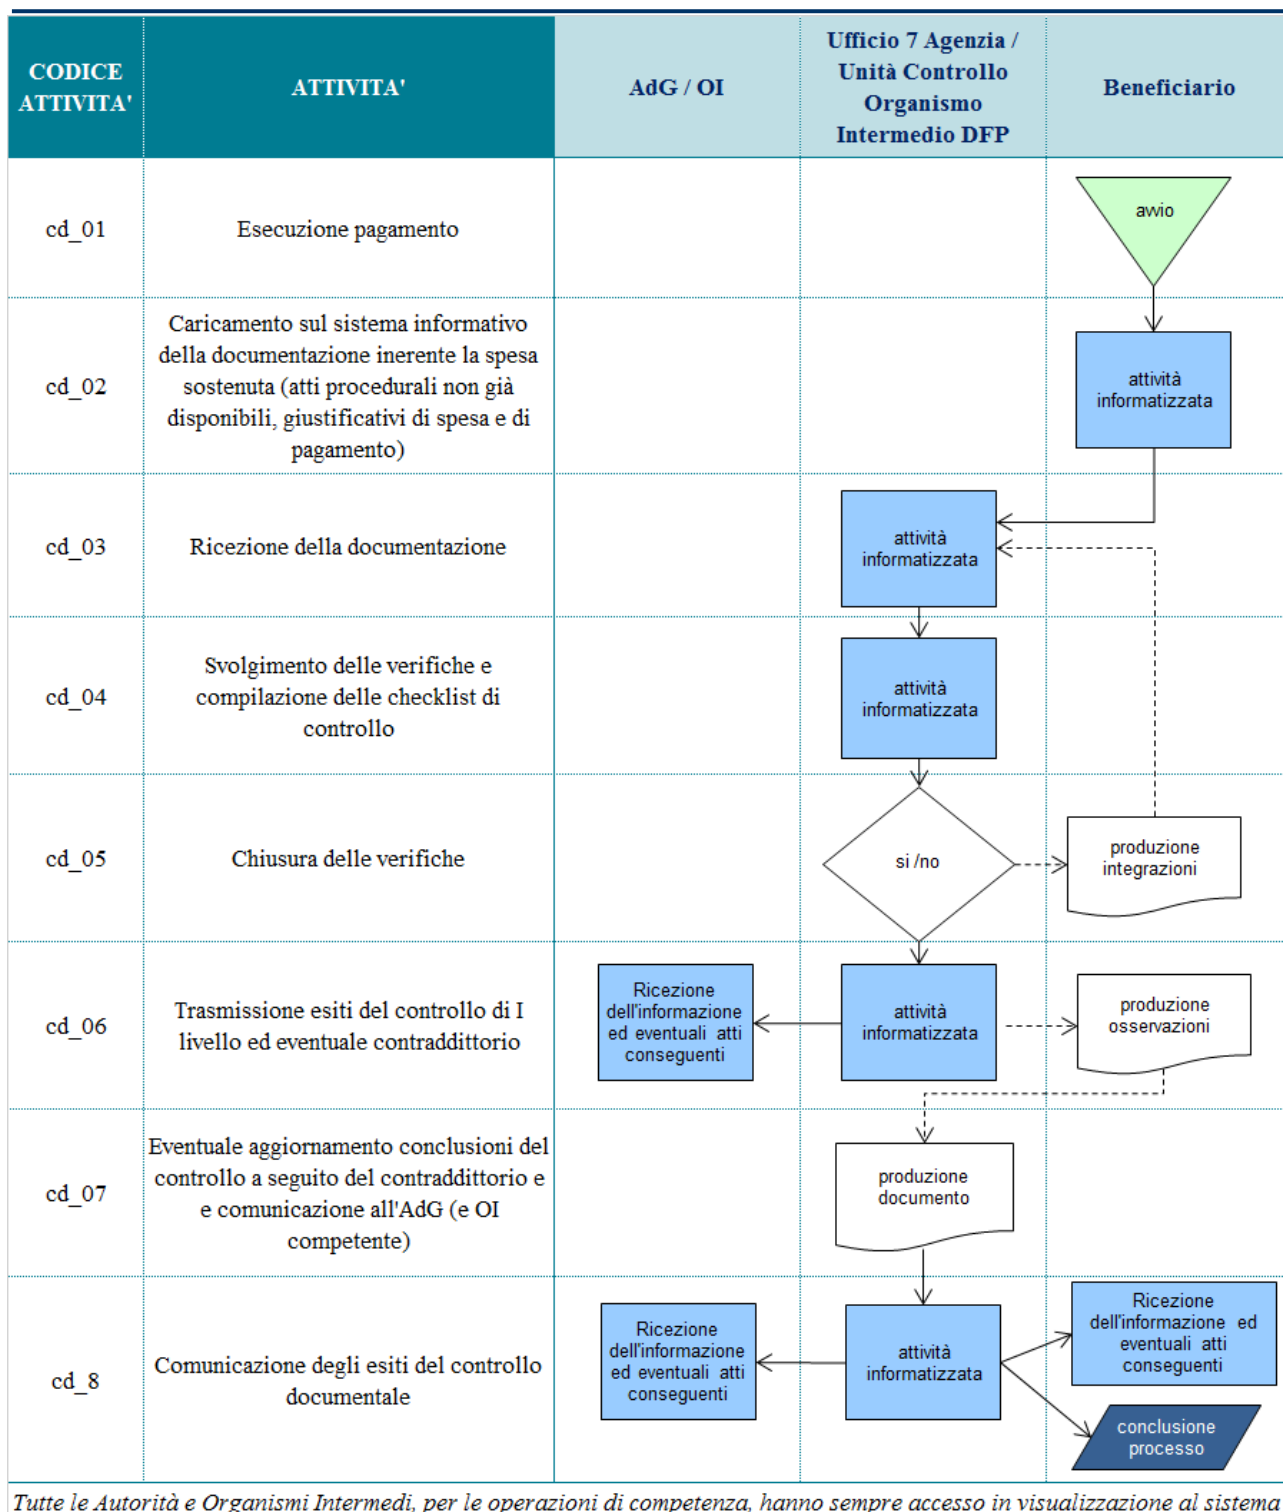 CODICE
ATTIVITA'
ATTIVITA'
AdG / OI
Ufficio 7 Agenzia /
Unità Controllo
Organismo
Intermedio DFP
Beneficiario
cd_01
Esecuzione pagamento
avvio
cd_02
Caricamento sul sistema informativo
della documentazione inerente la spesa
sostenuta (atti procedurali non già
disponibili, giustificativi di spesa e di
pagamento)
attività
informatizzata
cd_03
Ricezione della documentazione
attività
informatizzata
cd_04
Svolgimento delle verifiche e
compilazione delle checklist di
controllo
attività
informatizzata
cd_05
Chiusura delle verifiche
si /no
produzione
integrazioni
cd_06
Trasmissione esiti del controllo di I
livello ed eventuale contraddittorio
Ricezione
dell'informazione
ed eventuali atti
conseguenti
attività
informatizzata
produzione
osservazioni
cd_07
Eventuale aggiornamento conclusioni del
controllo a seguito del contraddittorio e
e comunicazione all'AdG (e OI
competente)
produzione
documento
cd_8
Comunicazione degli esiti del controllo
documentale
Ricezione
dell'informazione
ed eventuali atti
conseguenti
attività
informatizzata
Ricezione
dell'informazione ed
eventuali atti
conseguenti
conclusione
processo
Tutte le Autorità e Organismi Intermedi, per le operazioni di competenza, hanno sempre accesso in visualizzazione al sistema